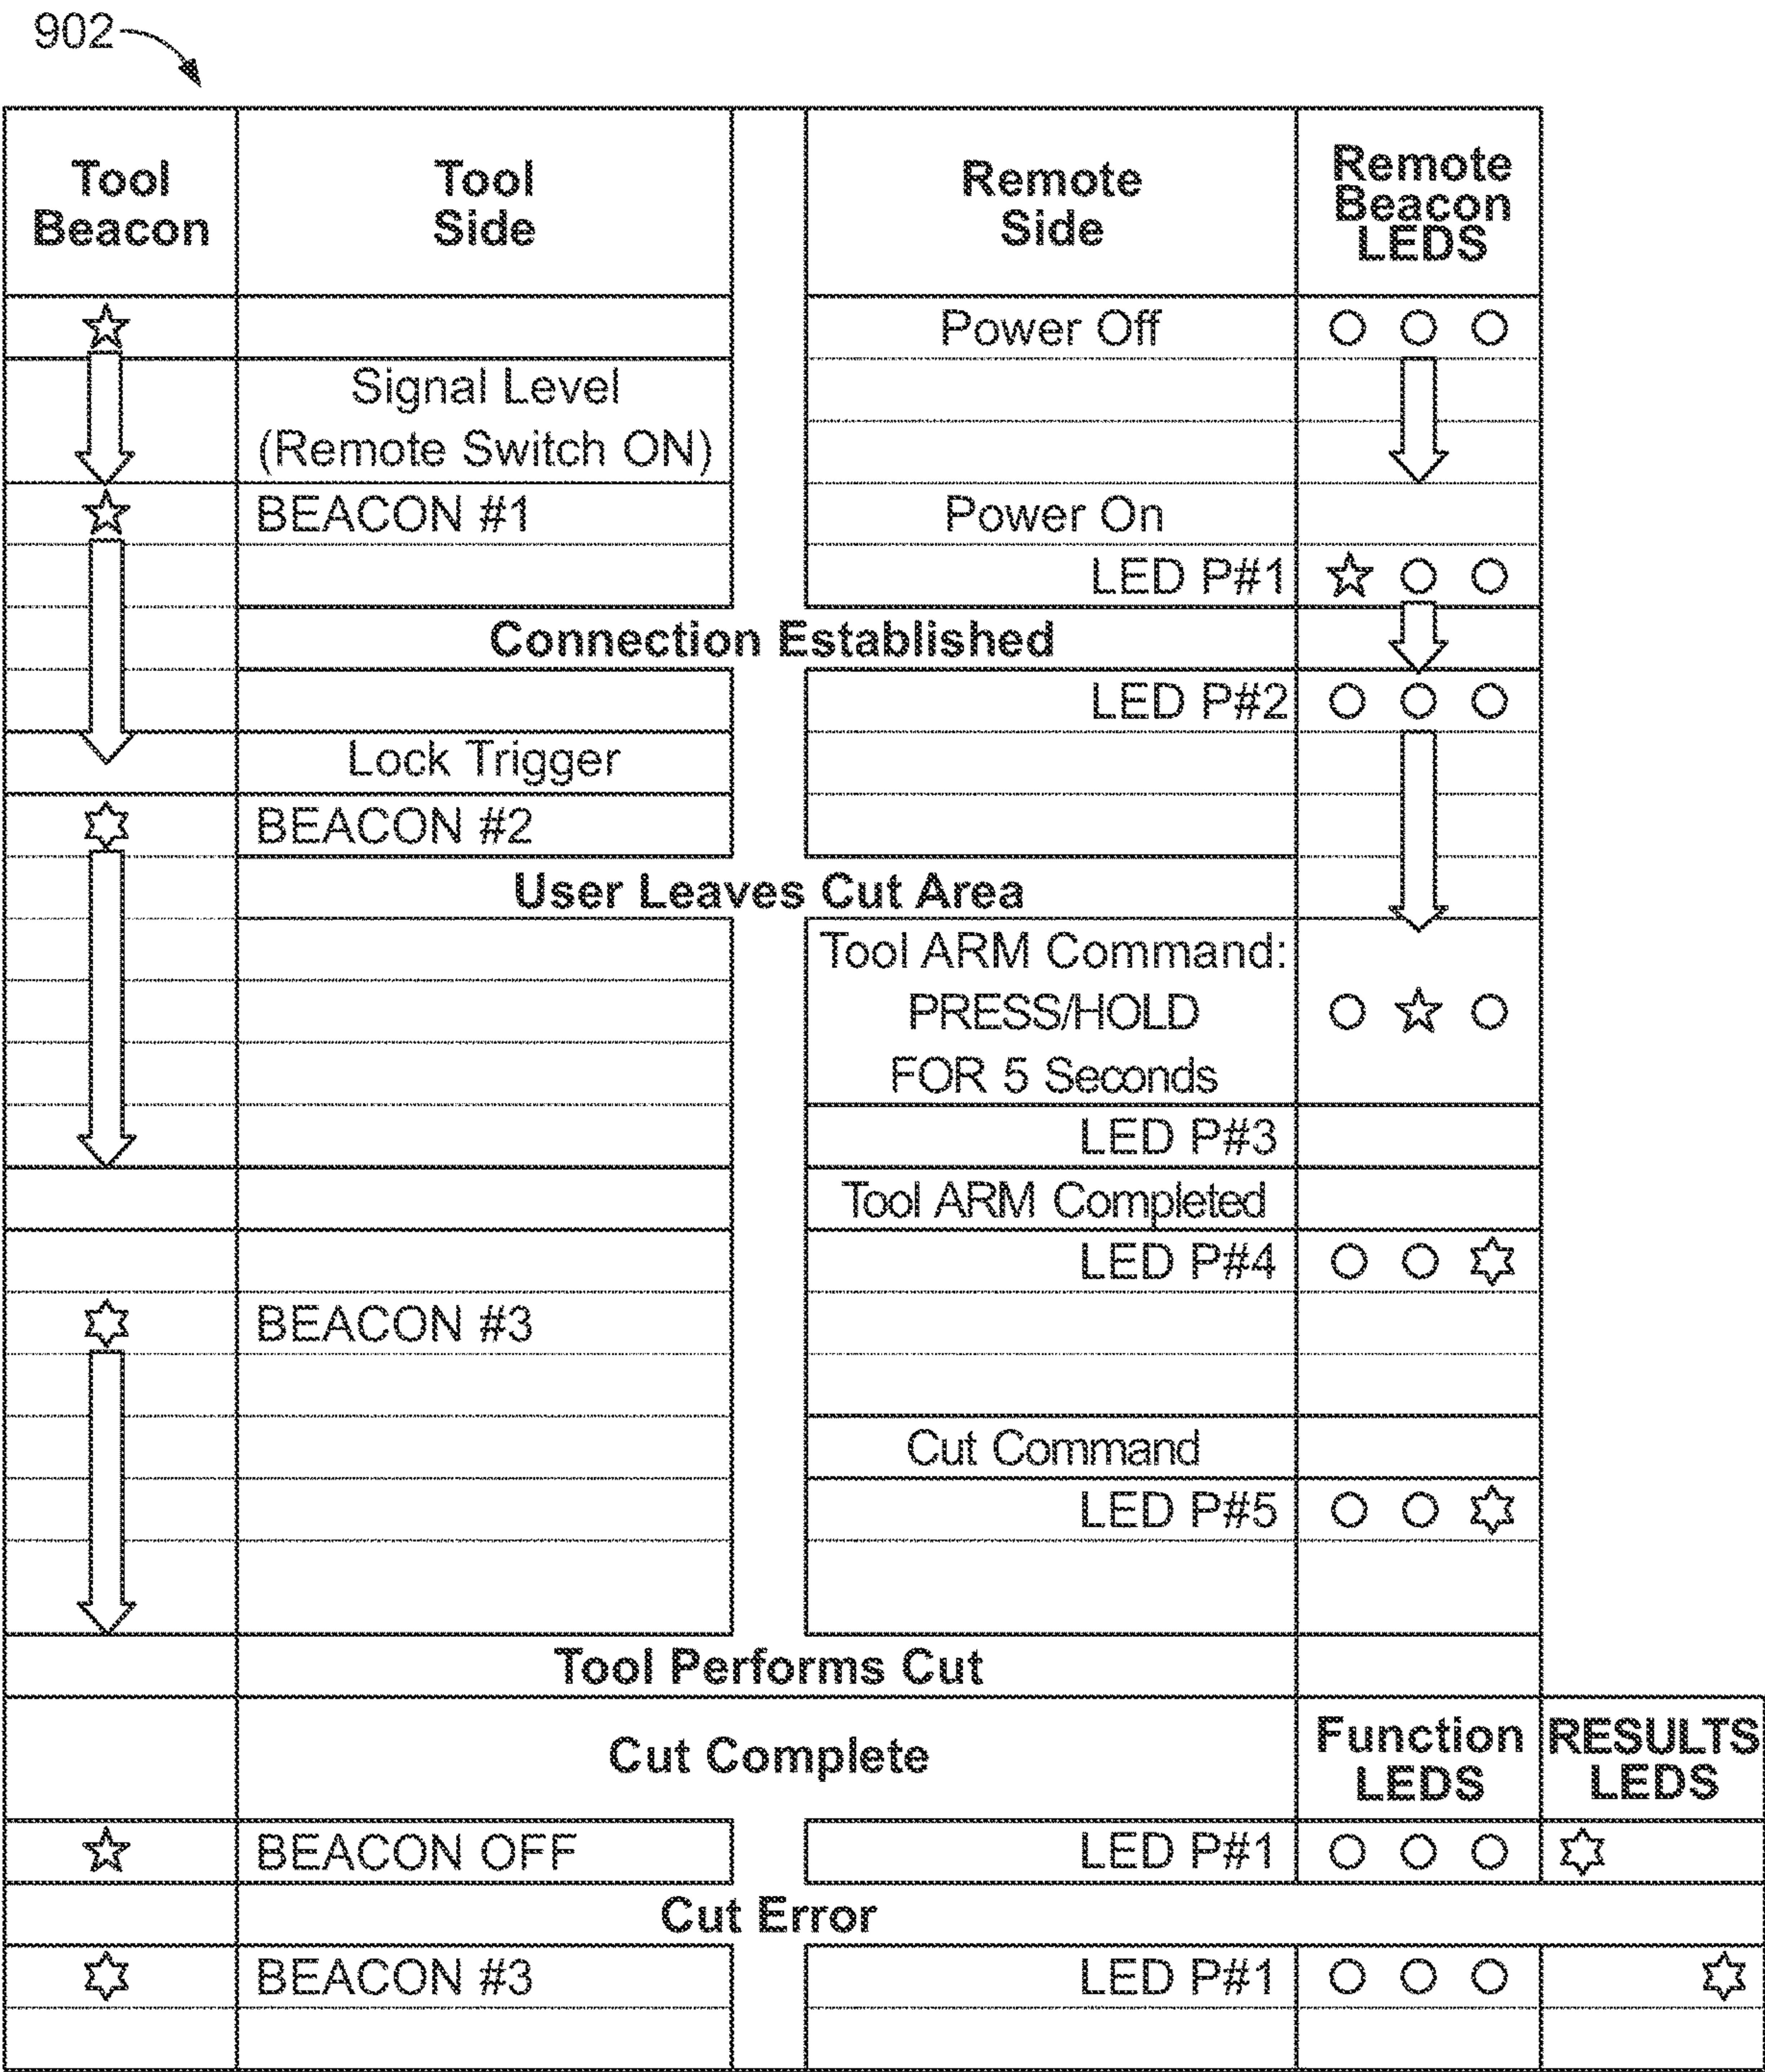 902
Tool
Beacon
Tool
Side
Remote
Side
Remote
Beacon
LEDS
Power Off
Signal Level
(Remote Switch ON)
BEACON #1
Power On
LED P#1
Connection Established
LED P#2
Lock Trigger
BEACON #2
User Leaves Cut Area
Tool ARM Command:
PRESS/HOLD
FOR 5 Seconds
LED P#3
Tool ARM Completed
LED P#4
BEACON #3
Cut Command
LED P#5
Tool Performs Cut
Cut Complete
Function
LEDS
RESULTS
LEDS
BEACON OFF
LED P#1
Cut Error
BEACON #3
LED P#1